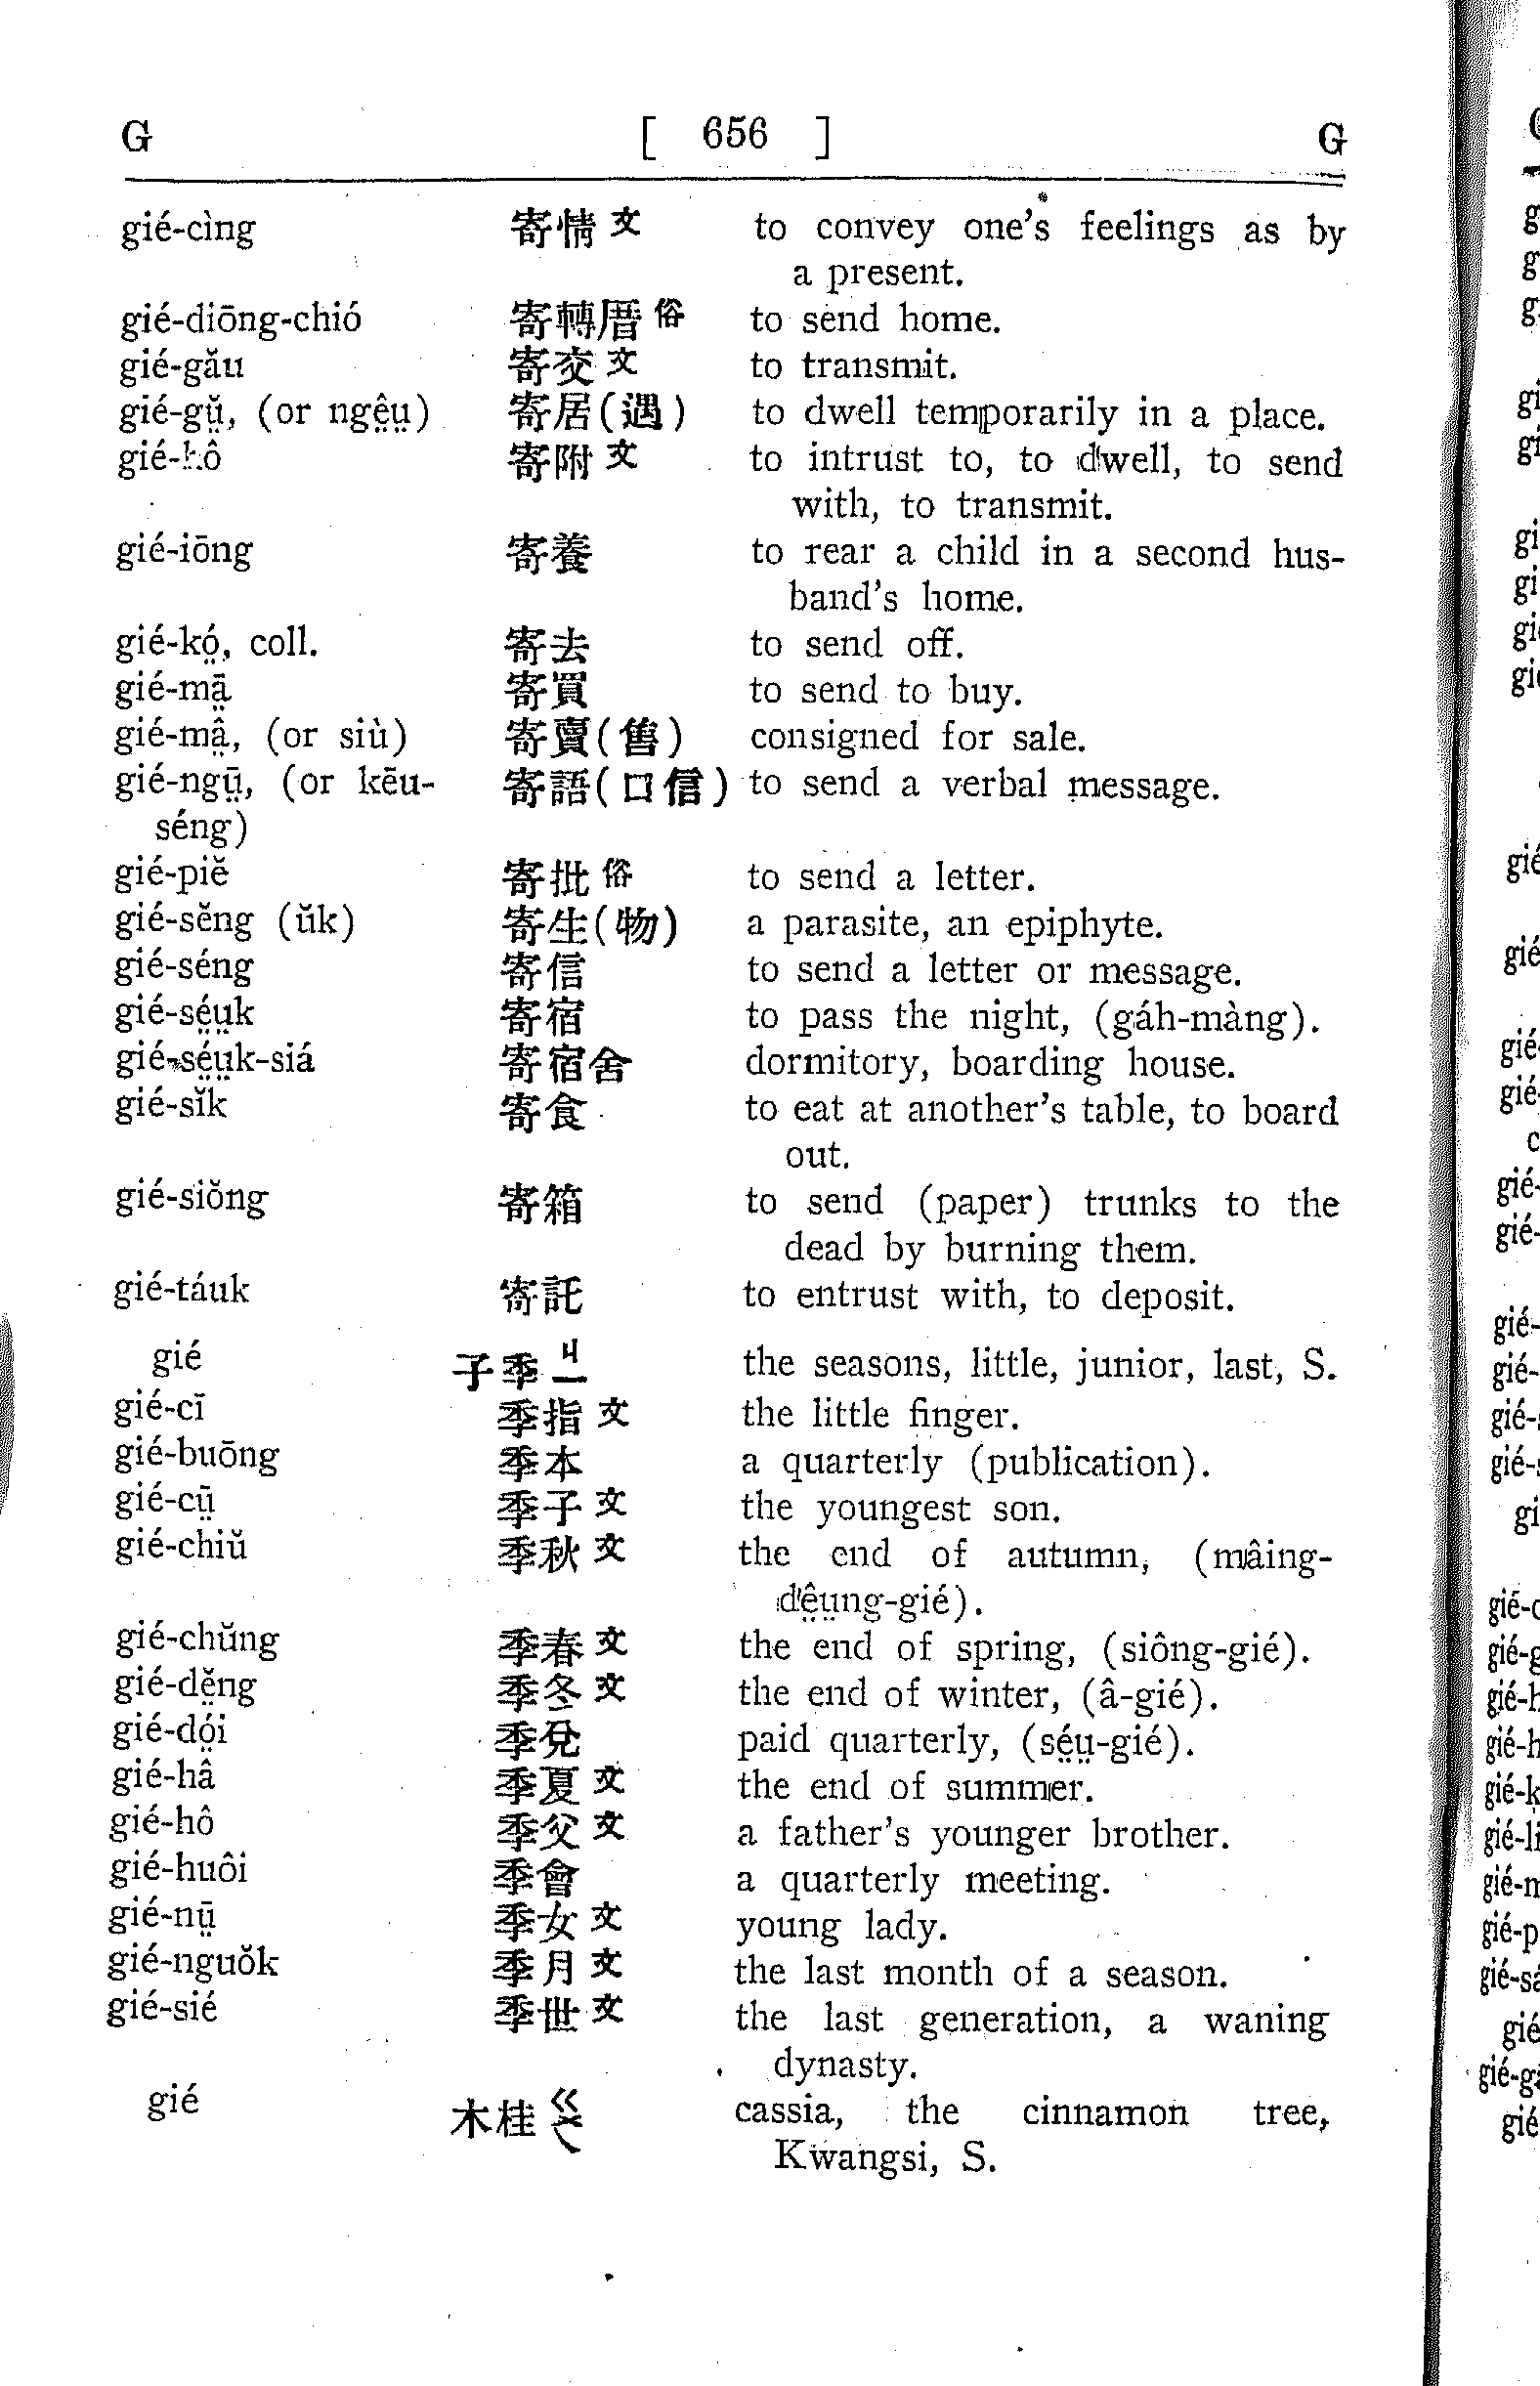 G [ 656 ] G
gié-cìng 寄情 文 to convey one's feelings as by
a present.
gié-diōng-chió 寄轉厝 俗 to send home.
gié-gău 寄交 文 to transmit.
gié-gṳ̆, (or ngê̤ṳ) 寄居(遇) to dwell temporarily in a place.
gié-hô 寄附 文 to intrust to, to dwell, to send
with, to transmit.
gié-iōng 寄養 to rear a child in a second hus-
band's home.
gié-kó̤, coll. 寄去 to send off.
gié-mā̤ 寄買 to send to buy.
gié-mâ̤, (or siù) 寄賣(售) consigned for sale.
gié-ngṳ̄, (or kēu- 寄語(口信) to send a verbal message.
séng)
gié-piĕ 寄批 俗 to send a letter.
gié-sĕng (ŭk) 寄生(物) a parasite, an epiphyte.
gié-séng 寄信 to send a letter or message.
gié-sé̤ṳk 寄宿 to pass the night, (gáh-màng).
gié-sé̤ṳk-siá 寄宿舍 dormitory, boarding house.
gié-sĭk 寄食 to eat at another's table, to board
out.
gié-siŏng 寄箱 to send (paper) trunks to the
dead by burning them.
gié-táuk 寄託 to entrust with, to deposit.
gié 子季 ㄐ一 the seasons, little, junior, last, S.
gié-cī 季指 文 the little finger.
gié-buōng 季本 a quarterly (publication).
gié-cṳ̄ 季子 文 the youngest son.
gié-chiŭ 季秋 文 the end of autumn, (mâing-
dê̤ṳng-gié).
gié-chŭng 季春 文 the end of spring, (siông-gié).
gié-dĕ̤ng 季冬 文 the end of winter, (â-gié).
gié-dó̤i 季兌 paid quarterly, (sé̤ṳ-gié).
gié-hâ 季夏 文 the end of summer.
gié-hô 季父 文 a father's younger brother.
gié-huôi 季會 a quarterly meeting.
gié-nṳ̄ 季女 文 young lady.
gié-nguŏk 季月 文 the last month of a season.
gié-sié 季世 文 the last generation, a waning
dynasty.
gié 木桂 ㄍㄨㄟ cassia, the cinnamon tree,
Kwangsi, S.